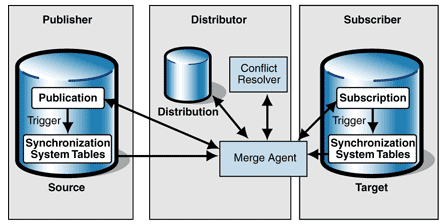 Publisher
Distributor
Subscriber
Publication
Trigger
Synchronization
System Tables
Source
Distribution
Conflict
Resolver
Merge Agent
Subscription
Trigger
Synchronization
System Tables
Target